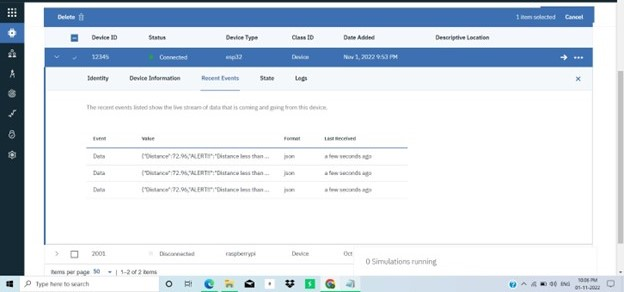 Delete 1 item selected Cancel
Device ID Status Device Type Class ID Date Added Descriptive Location
12345 Connected esp32 Device Nov 1, 2022 9:53 PM
Identity Device Information Recent Events State Logs
The recent events listed show the live stream of data that is coming and going from this device.
Event Value Format Last Received
Data {"Distance":72.96,"ALERT!!":"Distance less than ... json a few seconds ago
Data {"Distance":72.96,"ALERT!!":"Distance less than ... json a few seconds ago
Data {"Distance":72.96,"ALERT!!":"Distance less than ... json a few seconds ago
2001 Disconnected raspberrypi Device Oct
0 Simulations running
Items per page 50 1–2 of 2 items
Type here to search
ENG 10:06 PM
01-11-2022